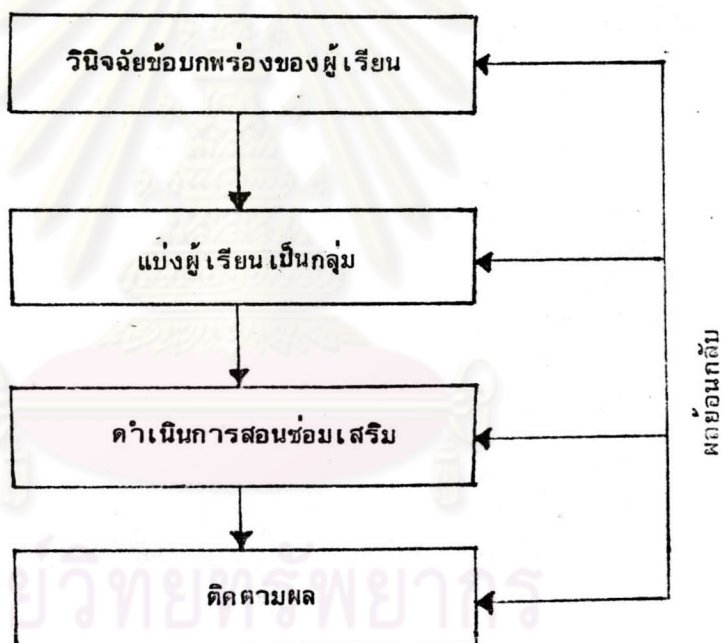 วินิจฉัยข้อบกพร่องของผู้เรียน
แบ่งผู้เรียนเป็นกลุ่ม
ดำเนินการสอนซ่อมเสริม
ติดตามผล
ผลย้อนกลับ